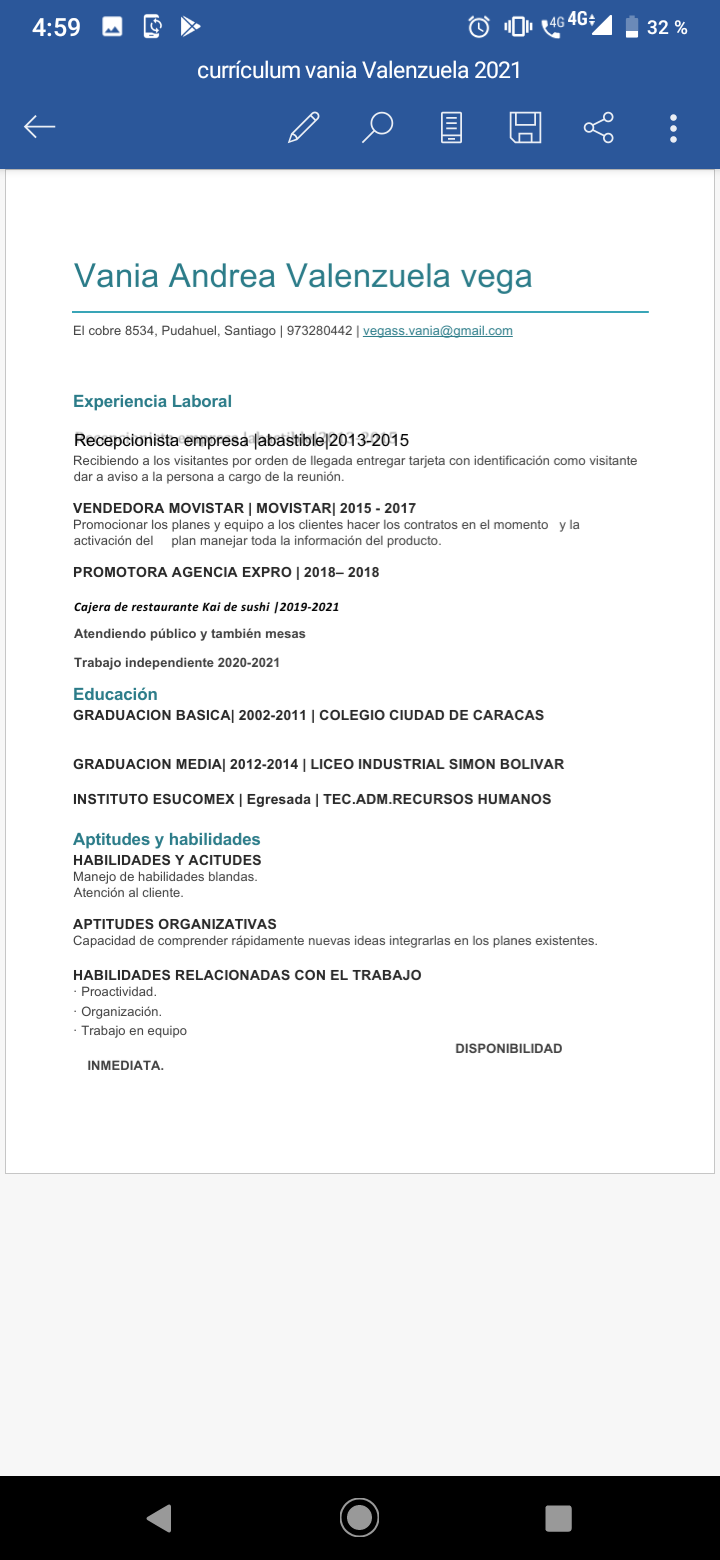 4:59
4G 4G 32 %
currículum vania Valenzuela 2021
Vania Andrea Valenzuela vega
El cobre 8534, Pudahuel, Santiago | 973280442 | vegass.vania@gmail.com
Experiencia Laboral
Recepcionista empresa |abastible|2013-2015
Recibiendo a los visitantes por orden de llegada entregar tarjeta con identificación como visitante
dar a aviso a la persona a cargo de la reunión.
VENDEDORA MOVISTAR | MOVISTAR| 2015 - 2017
Promocionar los planes y equipo a los clientes hacer los contratos en el momento y la
activación del plan manejar toda la información del producto.
PROMOTORA AGENCIA EXPRO | 2018– 2018
Cajera de restaurante Kai de sushi |2019-2021
Atendiendo público y también mesas
Trabajo independiente 2020-2021
Educación
GRADUACION BASICA| 2002-2011 | COLEGIO CIUDAD DE CARACAS
GRADUACION MEDIA| 2012-2014 | LICEO INDUSTRIAL SIMON BOLIVAR
INSTITUTO ESUCOMEX | Egresada | TEC.ADM.RECURSOS HUMANOS
Aptitudes y habilidades
HABILIDADES Y ACITUDES
Manejo de habilidades blandas.
Atención al cliente.
APTITUDES ORGANIZATIVAS
Capacidad de comprender rápidamente nuevas ideas integrarlas en los planes existentes.
HABILIDADES RELACIONADAS CON EL TRABAJO
· Proactividad.
· Organización.
· Trabajo en equipo
DISPONIBILIDAD
INMEDIATA.